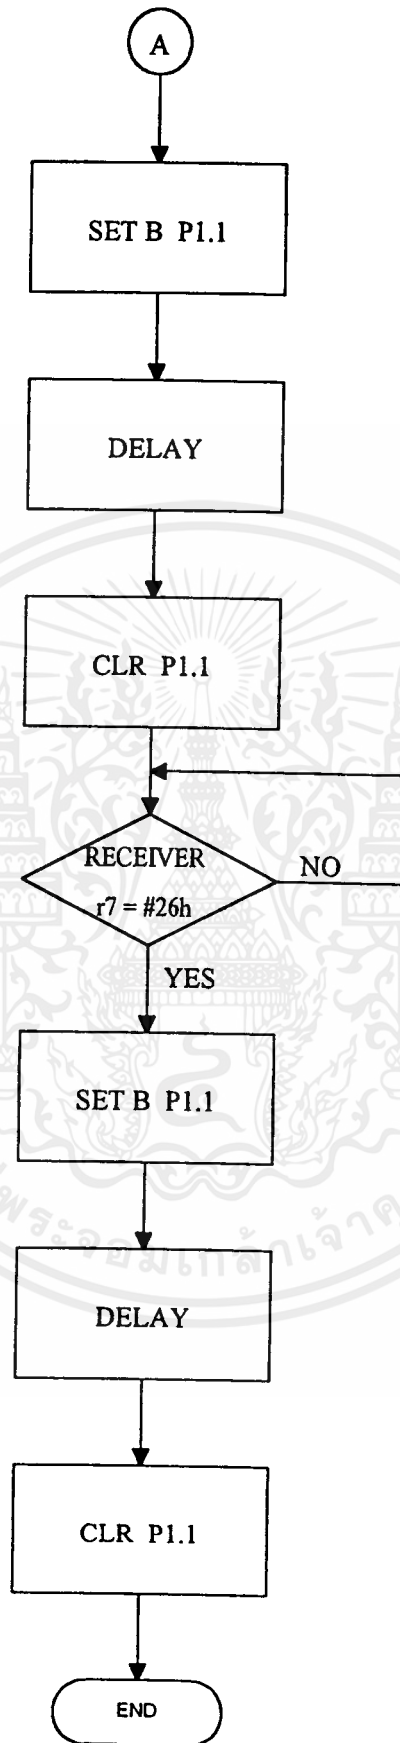 A
SET B P1.1
DELAY
CLR P1.1
RECEIVER
NO
r7 = #26h
YES
SET B P1.1
DELAY
CLR P1.1
END